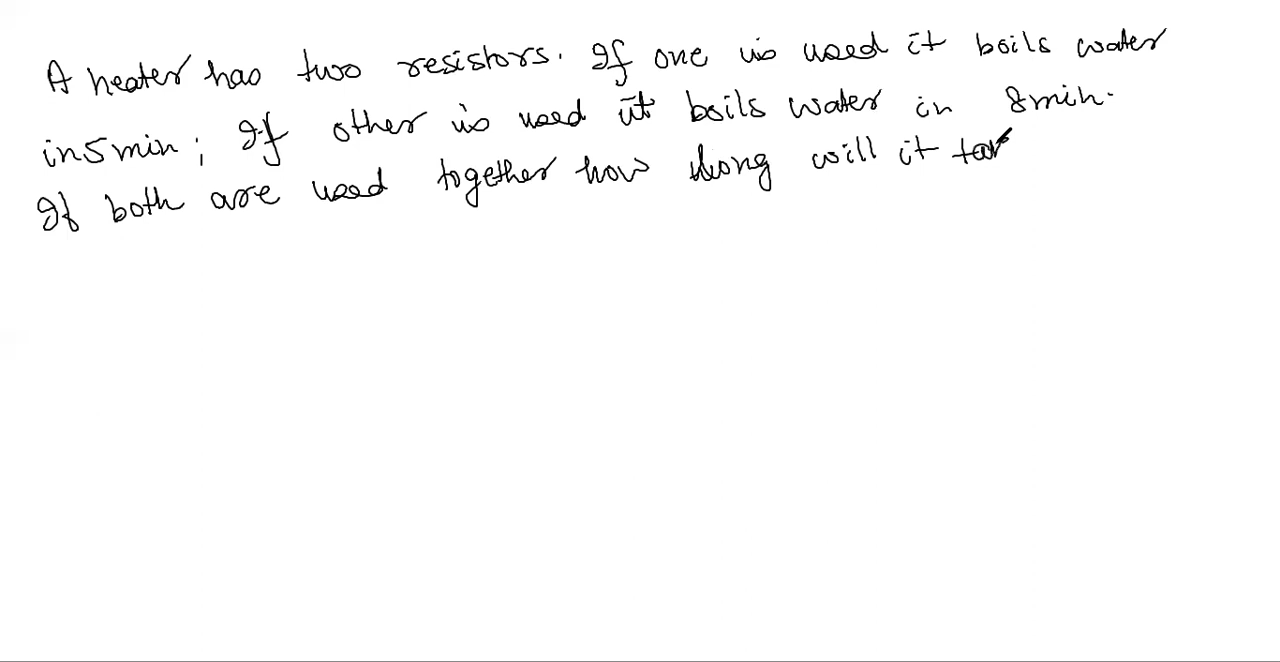 A heater has two resistors. If one is used it boils water
in 5 min; If other is used it boils water in 8 min.
If both are used together how long will it